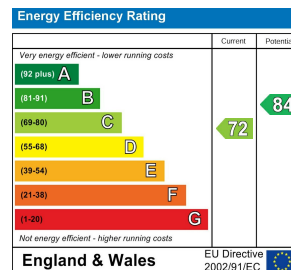 Energy Efficiency Rating
Current Potentia
Very energy efficient - lower running costs
(92 plus) A
(81-91) B
84
(69-80) C
72
(55-68) D
(39-54) E
(21-38) F
(1-20) G
Not energy efficient - higher running costs
England & Wales
EU Directive
2002/91/EC